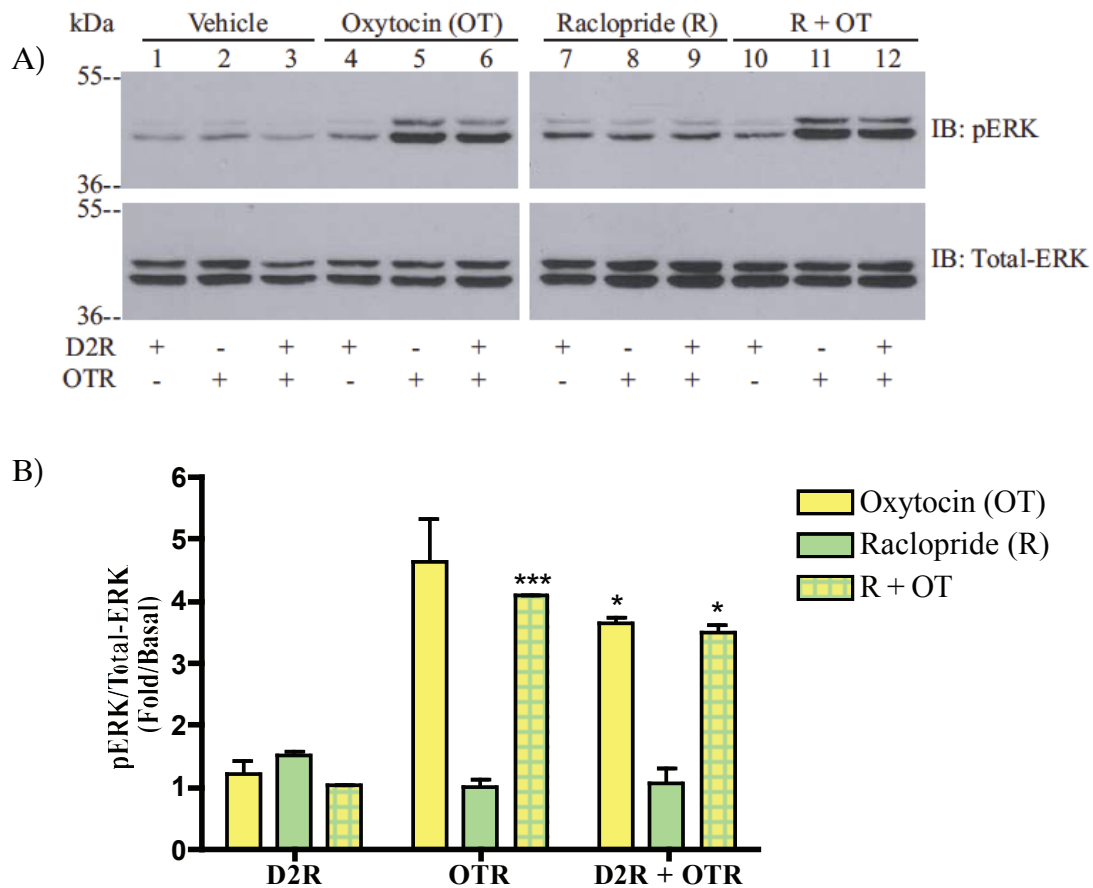 kDa Vehicle Oxytocin (OT) Raclopride (R) R + OT
A)
1 2 3 4 5 6 7 8 9 10 11 12
55--
IB: pERK
36--
55--
IB: Total-ERK
36--
D2R + - + + - + + - + + - +
OTR - + + - + + - + + - + +
B)
6
5
4
3
2
1
0
pERK/Total-ERK
(Fold/Basal)
*** * *
Oxytocin (OT)
Raclopride (R)
R + OT
D2R OTR D2R + OTR